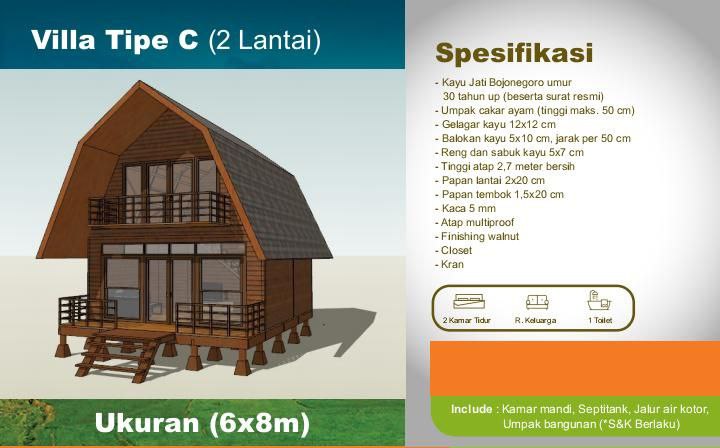 Villa Tipe C (2 Lantai)
Ukuran (6x8m)
Spesifikasi
- Kayu Jati Bojonegoro umur
30 tahun up (beserta surat resmi)
- Umpak cakar ayam (tinggi maks. 50 cm)
- Gelagar kayu 12x12 cm
- Balokan kayu 5x10 cm, jarak per 50 cm
- Reng dan sabuk kayu 5x7 cm
- Tinggi atap 2,7 meter bersih
- Papan lantai 2x20 cm
- Papan tembok 1,5x20 cm
- Kaca 5 mm
- Atap multiproof
- Finishing walnut
- Closet
- Kran
2 Kamar Tidur
R. Keluarga
1 Toilet
Include : Kamar mandi, Septitank, Jalur air kotor,
Umpak bangunan (*S&K Berlaku)